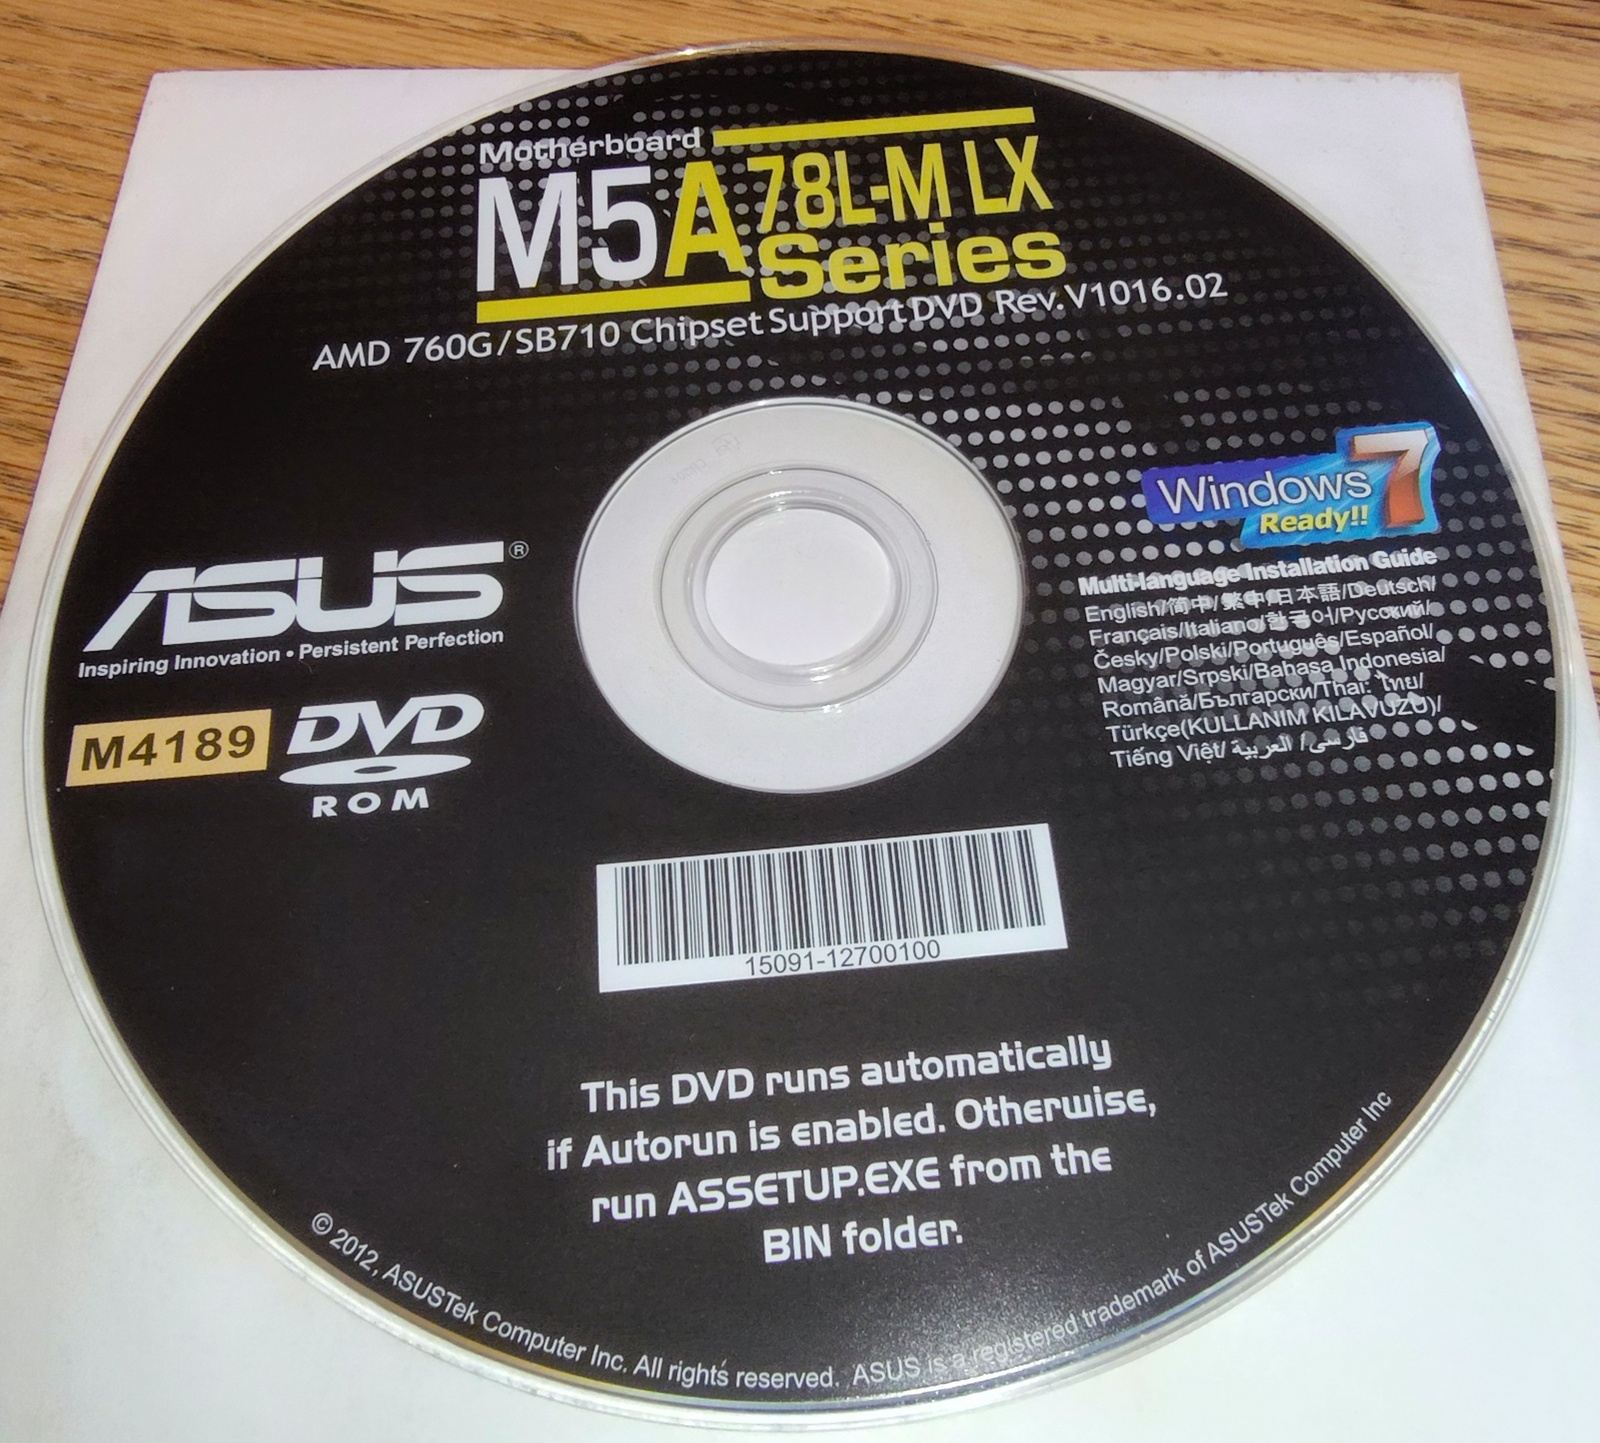 Motherboard
M5A78L-M LX
Series
AMD 760G/SB710 Chipset Support DVD Rev.V1016.02
Windows 7
Ready!!
ASUS®
Inspiring Innovation • Persistent Perfection
M4189
DVD
ROM
Multi-language Installation Guide
English/简中/繁中/日本語/Deutsch/
Français/Italiano/한국어/Русский/
Česky/Polski/Português/Español/
Magyar/Srpski/Bahasa Indonesia/
Română/Български/Thai: ไทย/
Türkçe(KULLANIM KILAVUZU)/
Tiếng Việt/ العربية / فارسی
15091-12700100
This DVD runs automatically
if Autorun is enabled. Otherwise,
run ASSETUP.EXE from the
BIN folder.
© 2012, ASUSTek Computer Inc. All rights reserved. ASUS is a registered trademark of ASUSTek Computer Inc